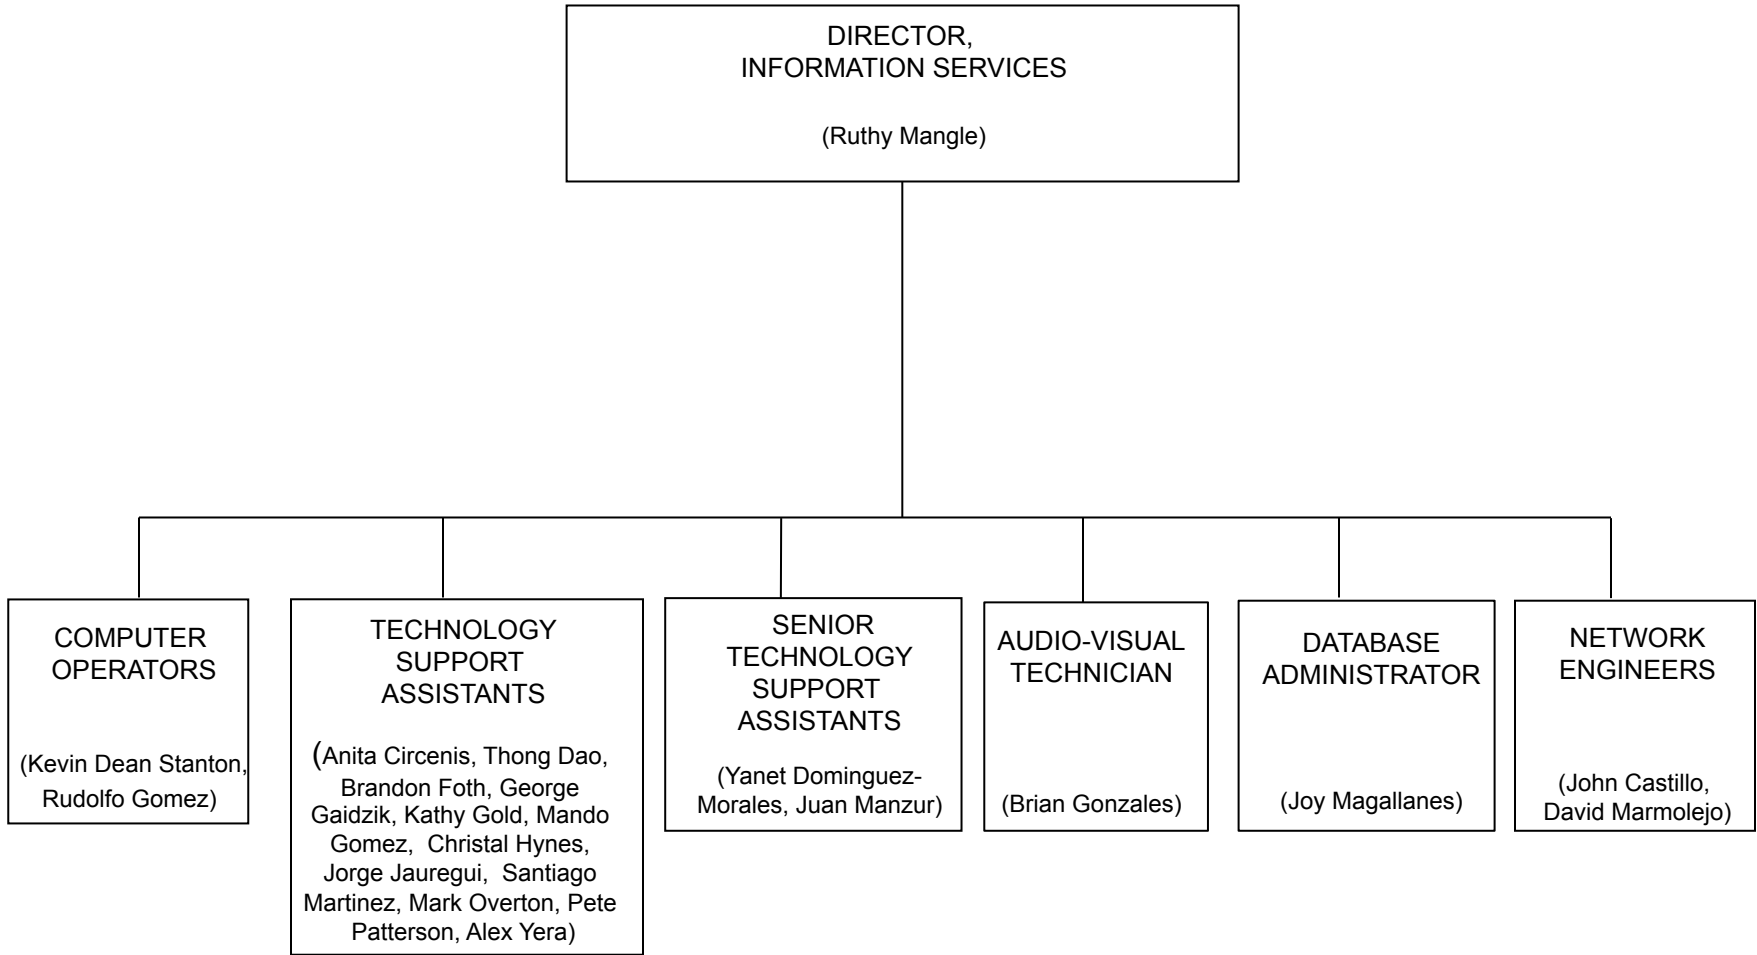 DIRECTOR,
INFORMATION SERVICES
(Ruthy Mangle)
COMPUTER
OPERATORS
(Kevin Dean Stanton,
Rudolfo Gomez)
TECHNOLOGY
SUPPORT
ASSISTANTS
(Anita Circenis, Thong Dao,
Brandon Foth, George
Gaidzik, Kathy Gold, Mando
Gomez, Christal Hynes,
Jorge Jauregui, Santiago
Martinez, Mark Overton, Pete
Patterson, Alex Yera)
SENIOR
TECHNOLOGY
SUPPORT
ASSISTANTS
(Yanet Dominguez-
Morales, Juan Manzur)
AUDIO-VISUAL
TECHNICIAN
(Brian Gonzales)
DATABASE
ADMINISTRATOR
(Joy Magallanes)
NETWORK
ENGINEERS
(John Castillo,
David Marmolejo)